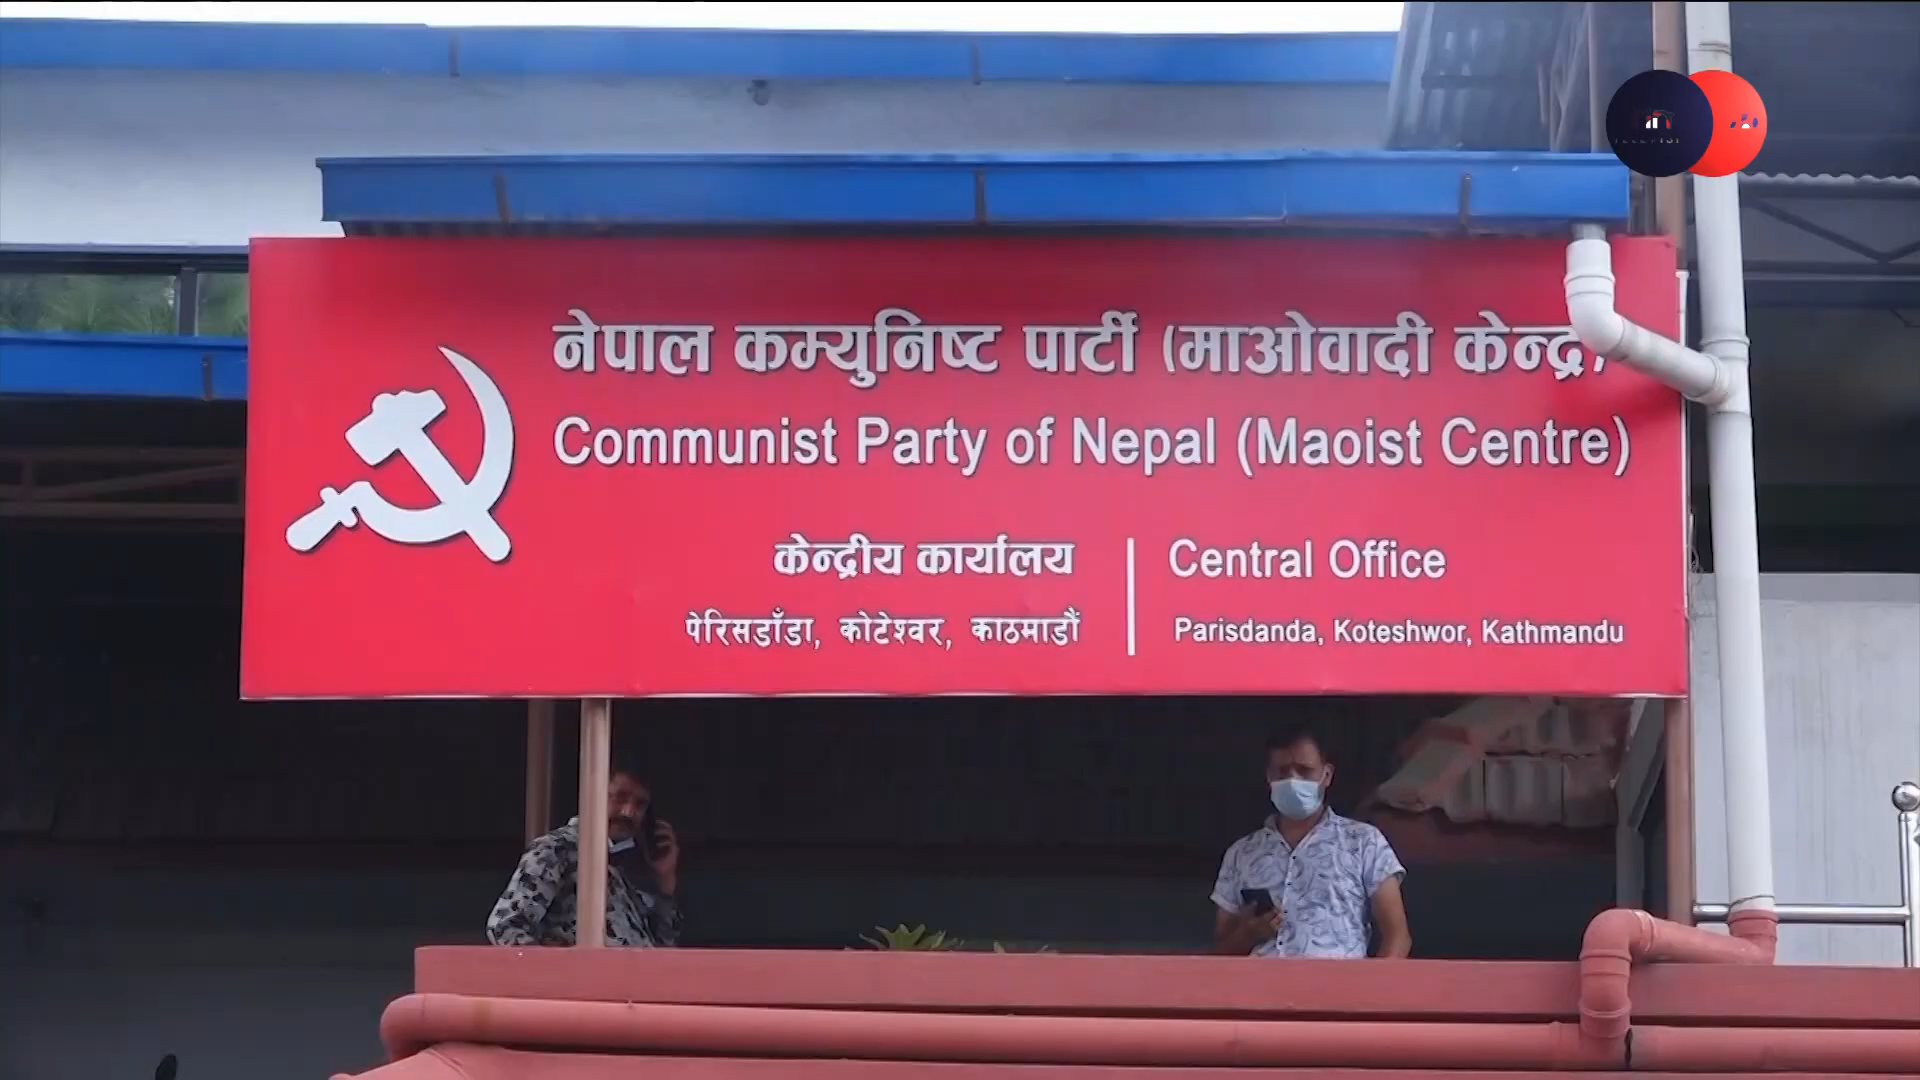 नेपाल कम्युनिष्ट पार्टी (माओवादी केन्द्र)
Communist Party of Nepal (Maoist Centre)
केन्द्रीय कार्यालय
पेरिसडाँडा, कोटेश्वर, काठमाडौं
Central Office
Parisdanda, Koteshwor, Kathmandu